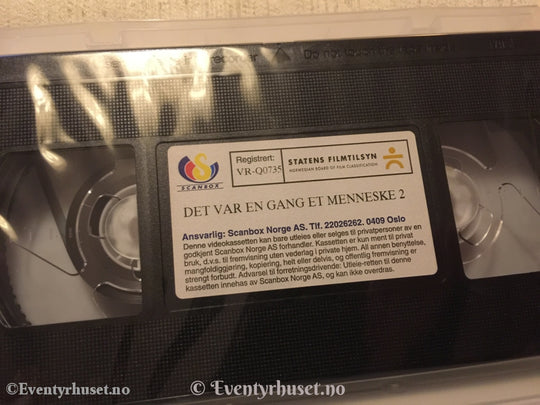 Do not touch the
SCANBOX
Registrert:
VR-Q0735
STATENS FILMTILSYN
NORWEGIAN BOARD OF FILM CLASSIFICATION
DET VAR EN GANG ET MENNESKE 2
Ansvarlig: Scanbox Norge AS. Tlf. 22026262. 0409 Oslo
Denne videokassetten kan bare utleies eller selges til privatpersoner av en
godkjent Scanbox Norge AS forhandler. Kassetten er kun ment til privat
bruk, d.v.s. til fremvisning uten vederlag i private hjem. All annen benyttelse,
mangfoldiggjøring, kopiering, helt eller delvis, og offentlig fremvisning er
strengt forbudt. Advarsel til forretningsdrivende: Utleie-retten til denne
kassetten innehas av Scanbox Norge AS, og kan ikke overdras.
©Eventyrhuset.no
© Eventyrhuset.no